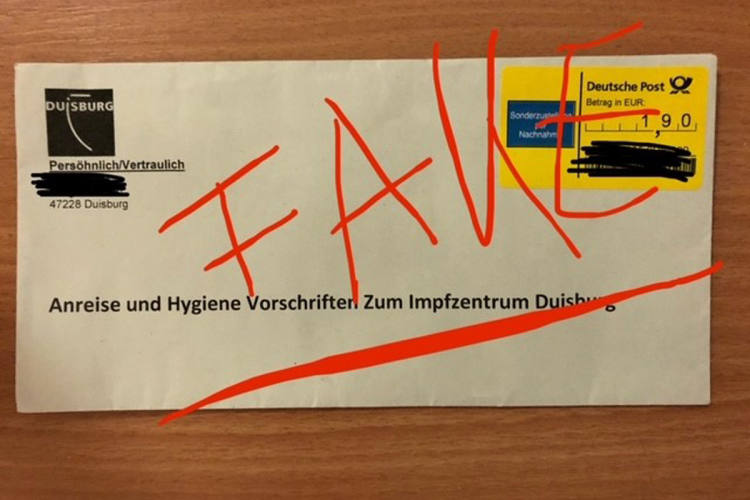 DUISBURG
Persöhnlich/Vertraulich
47228 Duisburg
Deutsche Post
Betrag in EUR:
1,90
Sonderzustellung
Nachnahme
FAKE
Anreise und Hygiene Vorschriften Zum Impfzentrum Duisburg